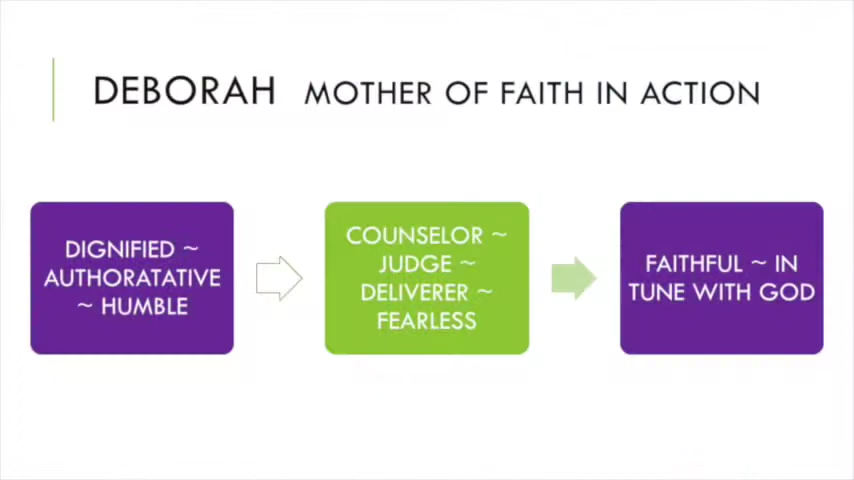 DEBORAH MOTHER OF FAITH IN ACTION
DIGNIFIED ~
AUTHORATATIVE
~ HUMBLE
COUNSELOR ~
JUDGE ~
DELIVERER ~
FEARLESS
FAITHFUL ~ IN
TUNE WITH GOD